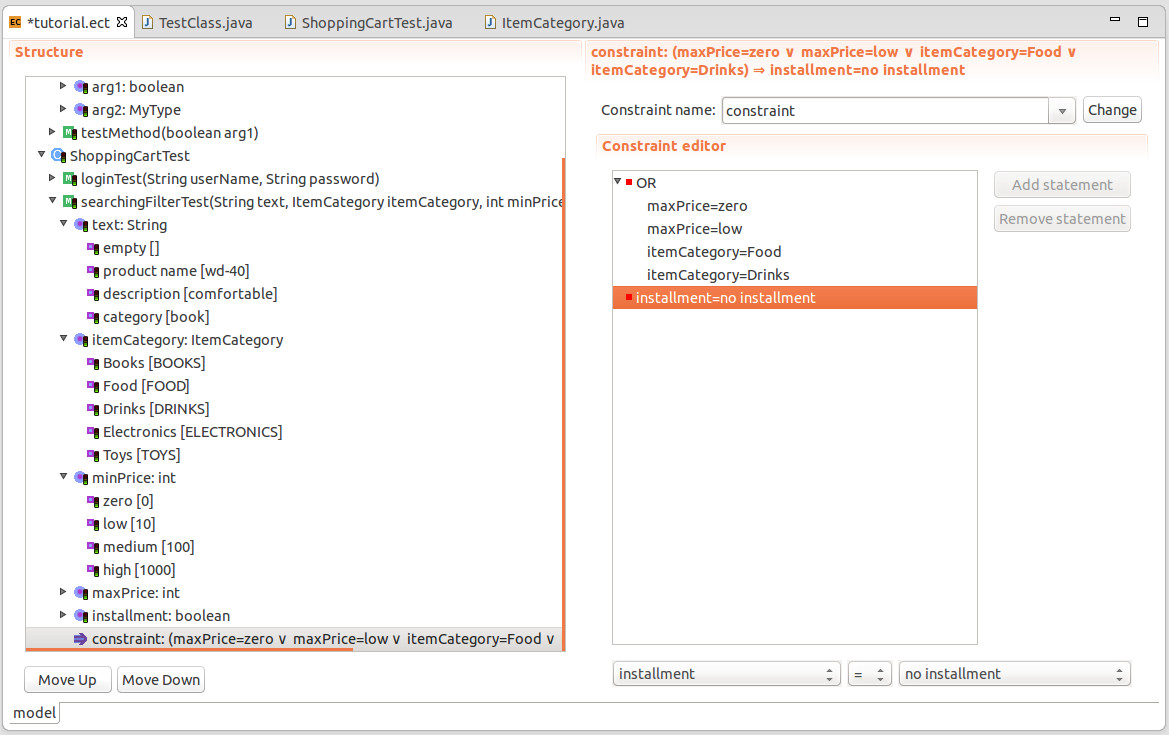 *tutorial.ect
TestClass.java
ShoppingCartTest.java
ItemCategory.java
Structure
arg1: boolean
arg2: MyType
testMethod(boolean arg1)
ShoppingCartTest
loginTest(String userName, String password)
searchingFilterTest(String text, ItemCategory itemCategory, int minPrice
text: String
empty []
product name [wd-40]
description [comfortable]
category [book]
itemCategory: ItemCategory
Books [BOOKS]
Food [FOOD]
Drinks [DRINKS]
Electronics [ELECTRONICS]
Toys [TOYS]
minPrice: int
zero [0]
low [10]
medium [100]
high [1000]
maxPrice: int
installment: boolean
constraint: (maxPrice=zero ∨ maxPrice=low ∨ itemCategory=Food ∨
Move Up
Move Down
model
constraint: (maxPrice=zero ∨ maxPrice=low ∨ itemCategory=Food ∨
itemCategory=Drinks) ⇒ installment=no installment
Constraint name:
constraint
Change
Constraint editor
OR
maxPrice=zero
maxPrice=low
itemCategory=Food
itemCategory=Drinks
installment=no installment
Add statement
Remove statement
installment
=
no installment